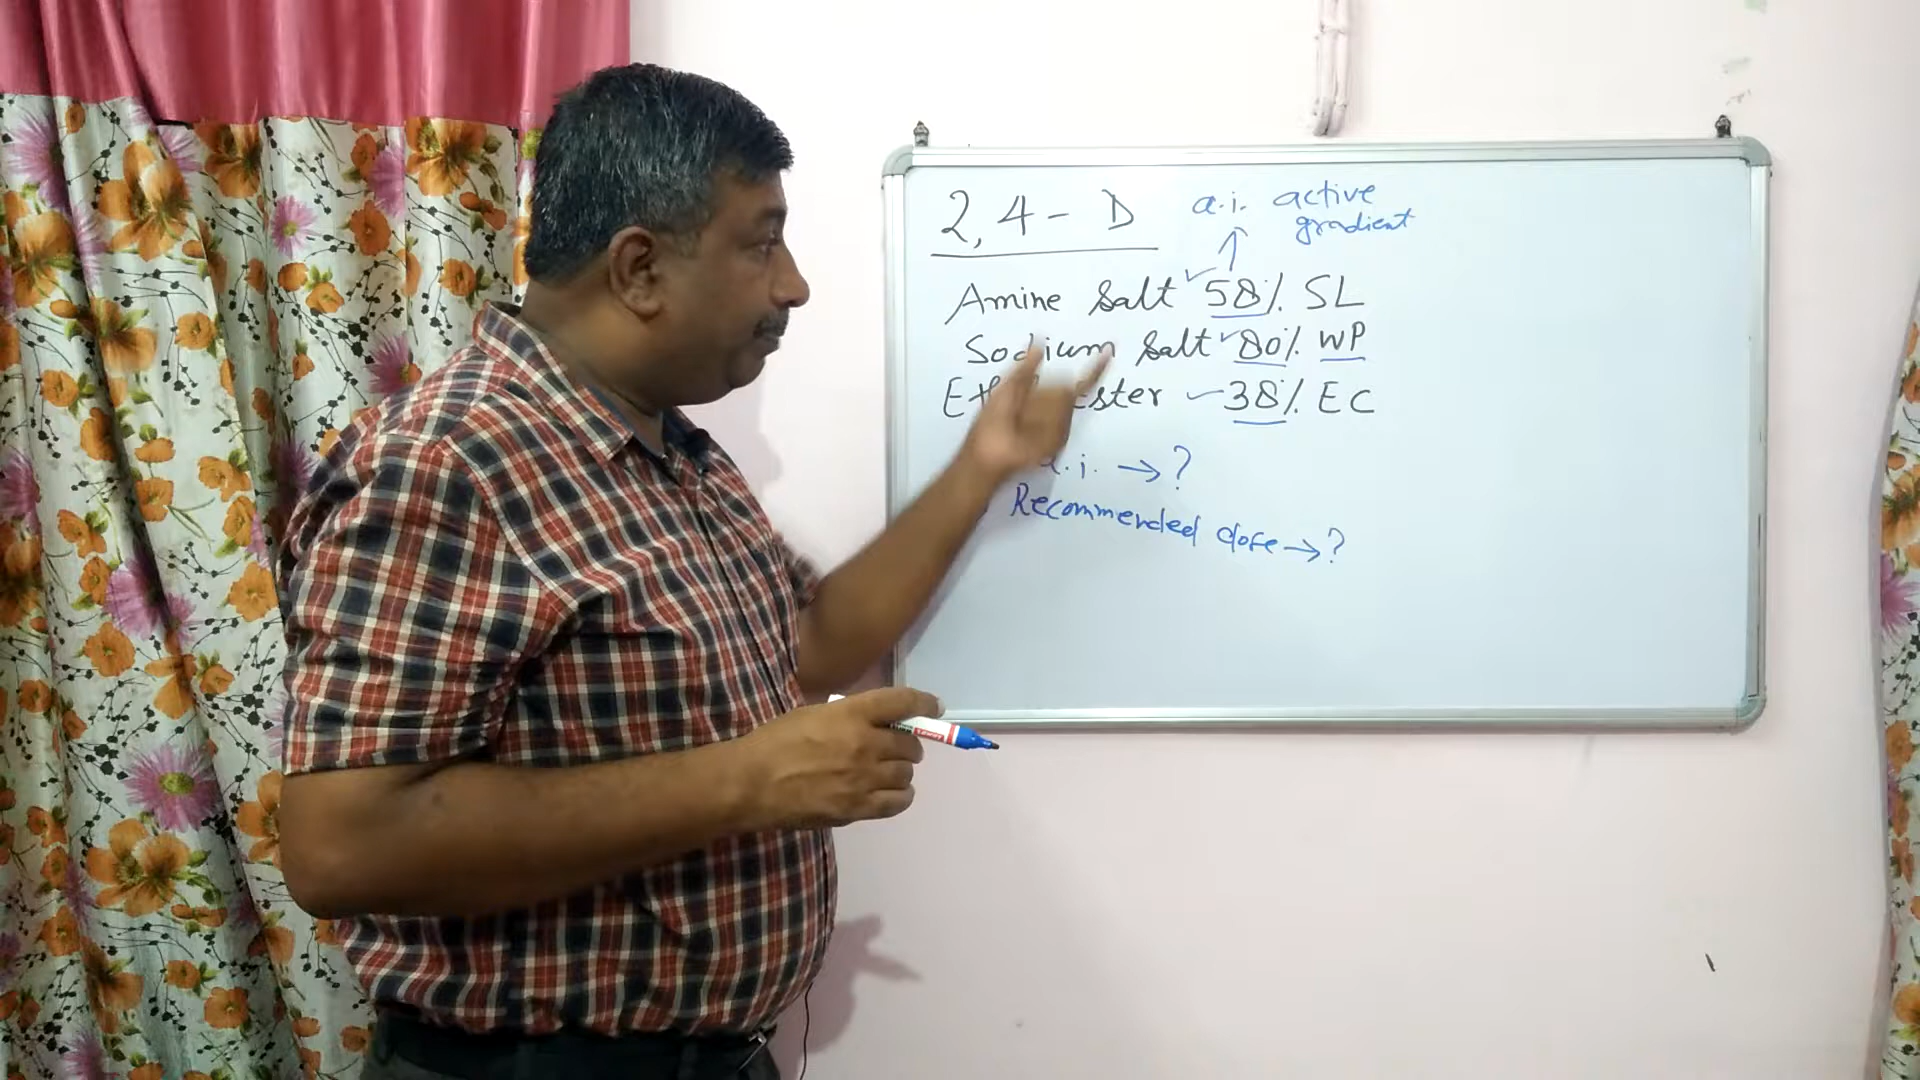 2,4-D a.i. active
gradient
Amine Salt 58% SL
Sodium Salt 80% WP
Ester 38% EC
a.i. → ?
Recommended dose → ?